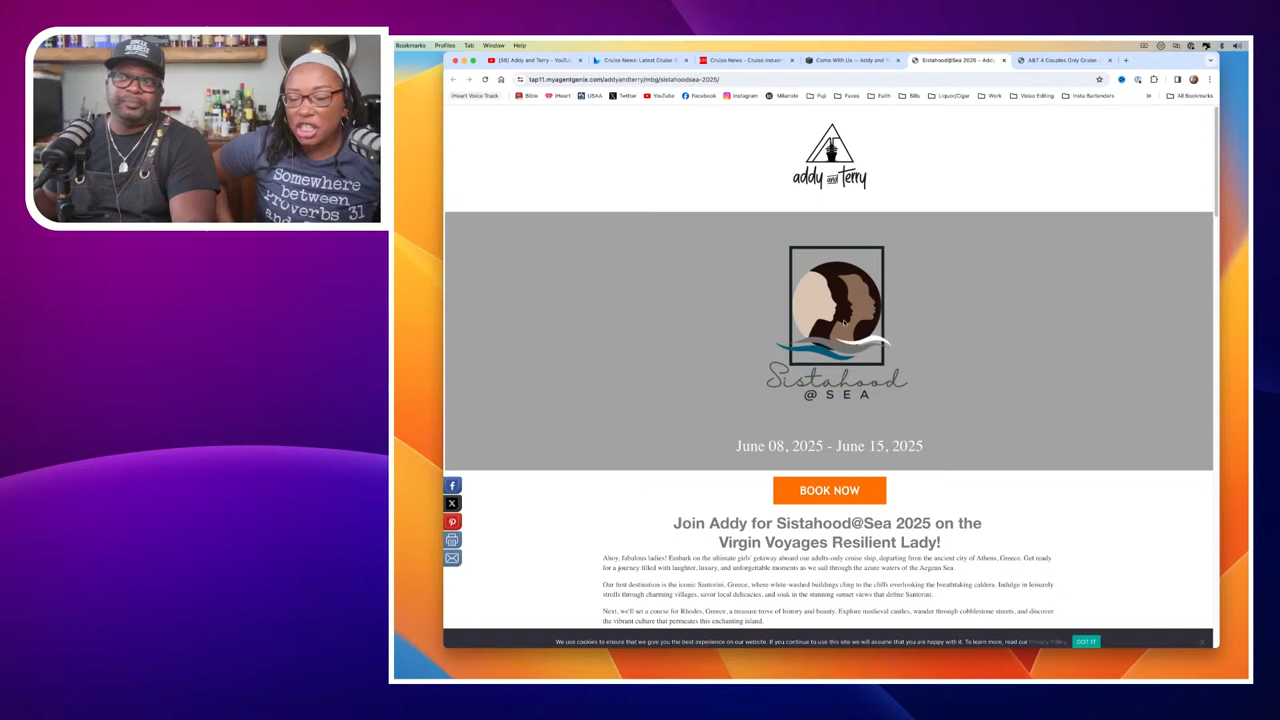 UNCLE NEAREST
Somewhere
between
Proverbs 31
and
Bookmarks Profiles Tab Window Help
(56) Addy and Terry - YouTu
Cruise News: Latest Cruise S
Cruise News - Cruise Indust
Come With Us — Addy and T
Sistahood@Sea 2025 – Add
A&T 4 Couples Only Cruise -
tap11.myagentgenie.com/addyandterry/mbg/sistahoodsea-2025/
iHeart Voice Track Bible iHeart USAA Twitter YouTube Facebook Instagram Milanote Fuji Faves Faith Bills Liquor/Cigar Work Video Editing Insta Bartenders » All Bookmarks
addy and terry
Sistahood
@ SEA
June 08, 2025 - June 15, 2025
BOOK NOW
Join Addy for Sistahood@Sea 2025 on the
Virgin Voyages Resilient Lady!
Ahoy, fabulous ladies! Embark on the ultimate girls' getaway aboard our adults-only cruise ship, departing from the ancient city of Athens, Greece. Get ready
for a journey filled with laughter, luxury, and unforgettable moments as we sail through the azure waters of the Aegean Sea.
Our first destination is the iconic Santorini, Greece, where white-washed buildings cling to the cliffs overlooking the breathtaking caldera. Indulge in leisurely
strolls through charming villages, savor local delicacies, and soak in the stunning sunset views that define Santorini.
Next, we'll set a course for Rhodes, Greece, a treasure trove of history and beauty. Explore medieval castles, wander through cobblestone streets, and discover
the vibrant culture that permeates this enchanting island.
We use cookies to ensure that we give you the best experience on our website. If you continue to use this site we will assume that you are happy with it. To learn more, read our Privacy Policy.
GOT IT